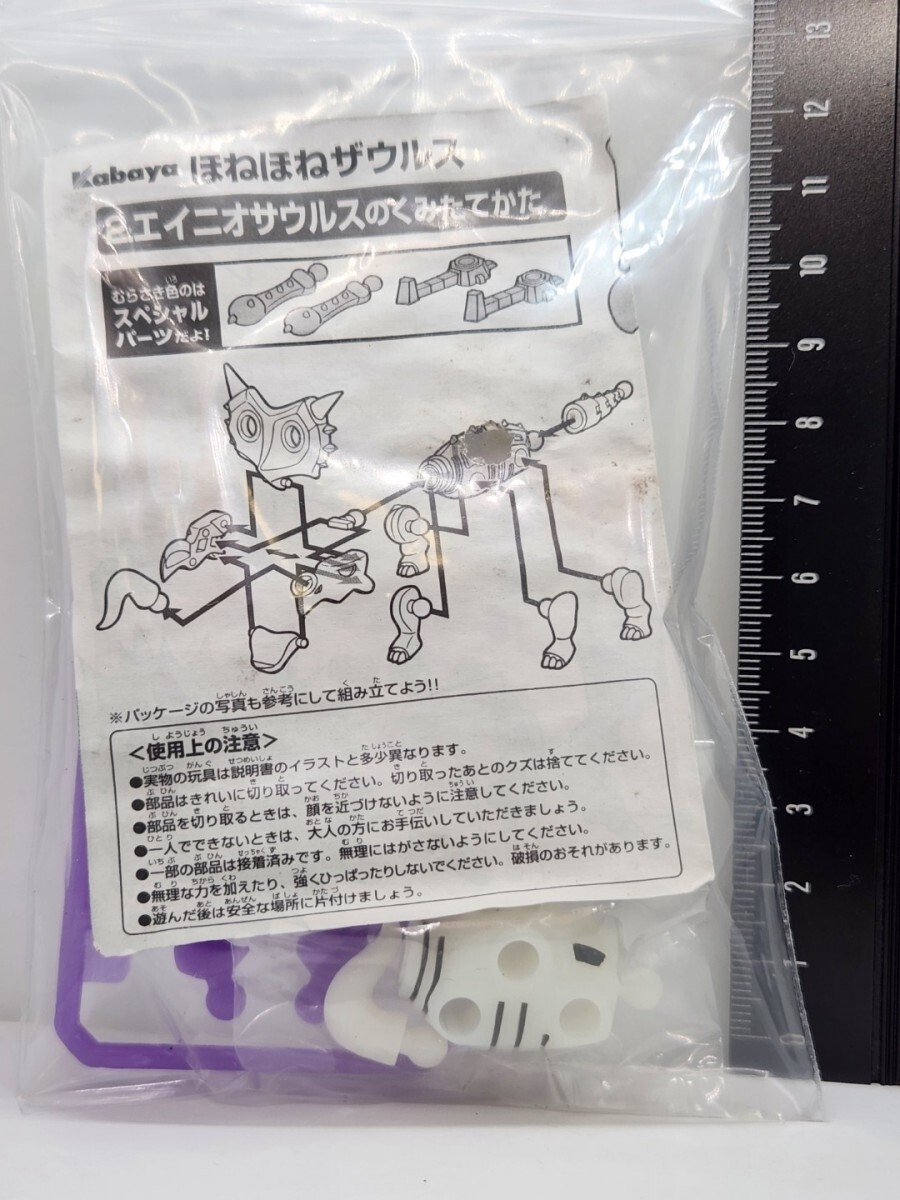 Kabaya ほねほねザウルス
②エイニオサウルスのくみたてかた
むらさき色のは
スペシャル
パーツだよ!
※パッケージの写真も参考にして組み立てよう!!
<使用上の注意>
●実物の玩具は説明書のイラストと多少異なります。
●部品はきれいに切り取ってください。切り取ったあとのクズは捨ててください。
●部品を切り取るときは、顔を近づけないように注意してください。
●一人でできないときは、大人の方にお手伝いしていただきましょう。
●一部の部品は接着済みです。無理にはがさないようにしてください。
●無理な力を加えたり、強くひっぱったりしないでください。破損のおそれがあります。
●遊んだ後は安全な場所に片付けましょう。
13
12
11
10
9
8
7
6
5
4
3
2
1
0